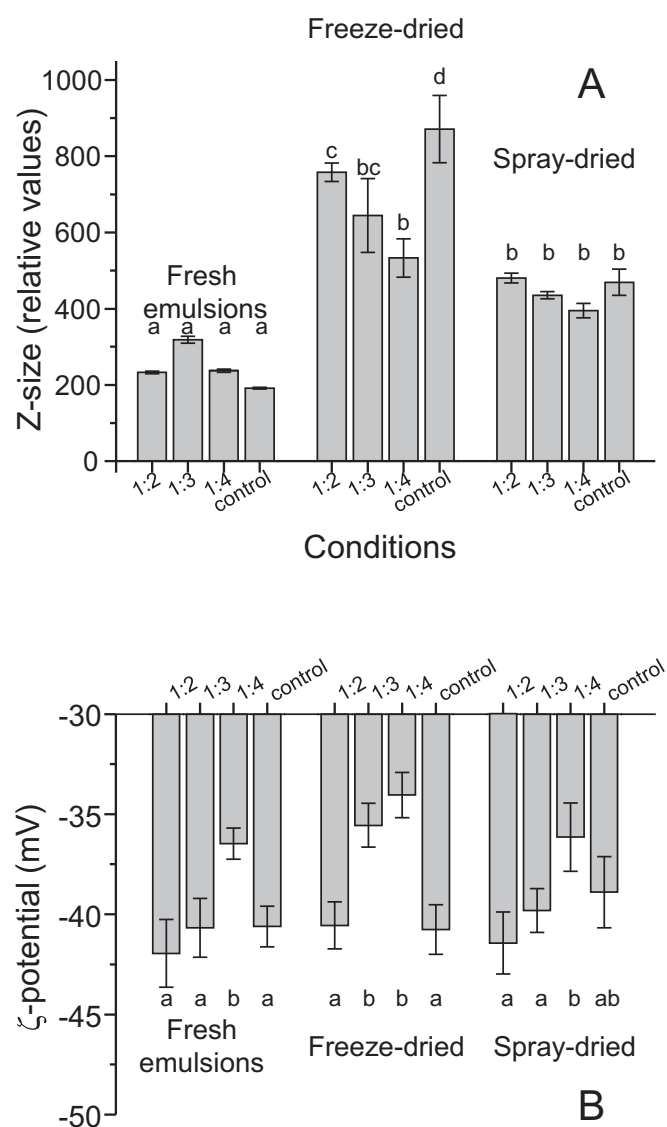 Freeze-dried
A
Z-size (relative values)
1000
800
600
400
200
0
Fresh
emulsions
a a a a
c bc b d
Spray-dried
b b b b
1:2 1:3 1:4 control 1:2 1:3 1:4 control 1:2 1:3 1:4 control
Conditions
1:2 1:3 1:4 control 1:2 1:3 1:4 control 1:2 1:3 1:4 control
ζ-potential (mV)
-30
-35
-40
-45
-50
a a b a a b b a a a b ab
Fresh
emulsions
Freeze-dried
Spray-dried
B